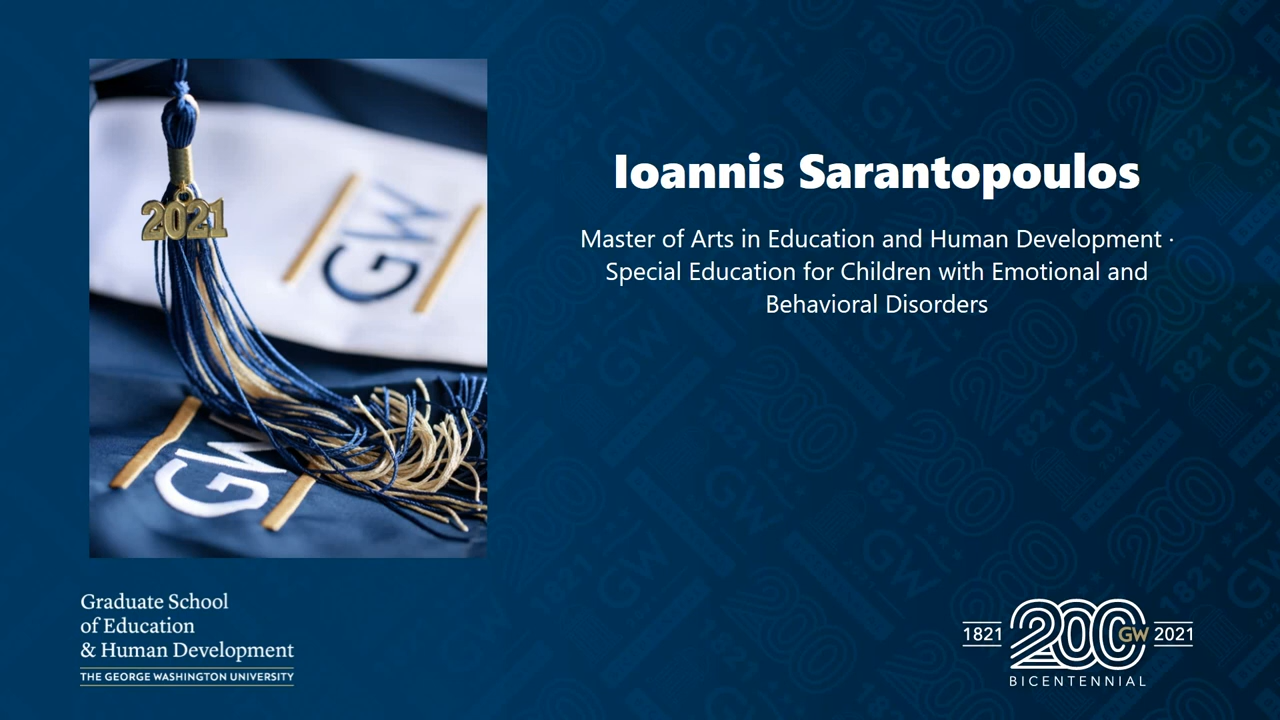 2021
GW
GW
Ioannis Sarantopoulos
Master of Arts in Education and Human Development ·
Special Education for Children with Emotional and
Behavioral Disorders
Graduate School
of Education
& Human Development
THE GEORGE WASHINGTON UNIVERSITY
1821 200 GW 2021
BICENTENNIAL